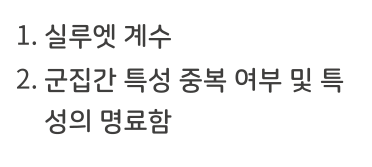 1. 실루엣 계수
2. 군집간 특성 중복 여부 및 특
성의 명료함